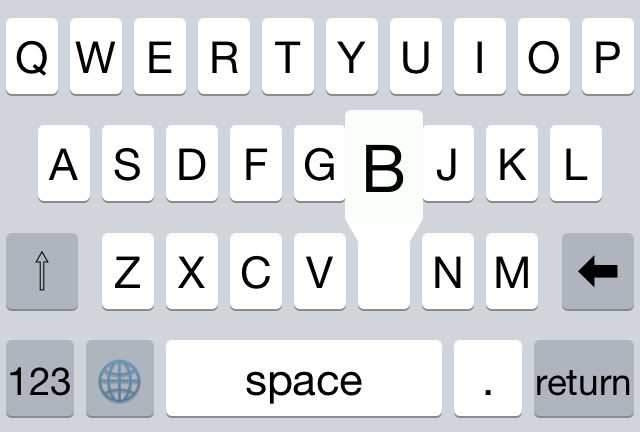 Q W E R T Y U I O P
A S D F G B J K L
Z X C V N M
123 space . return